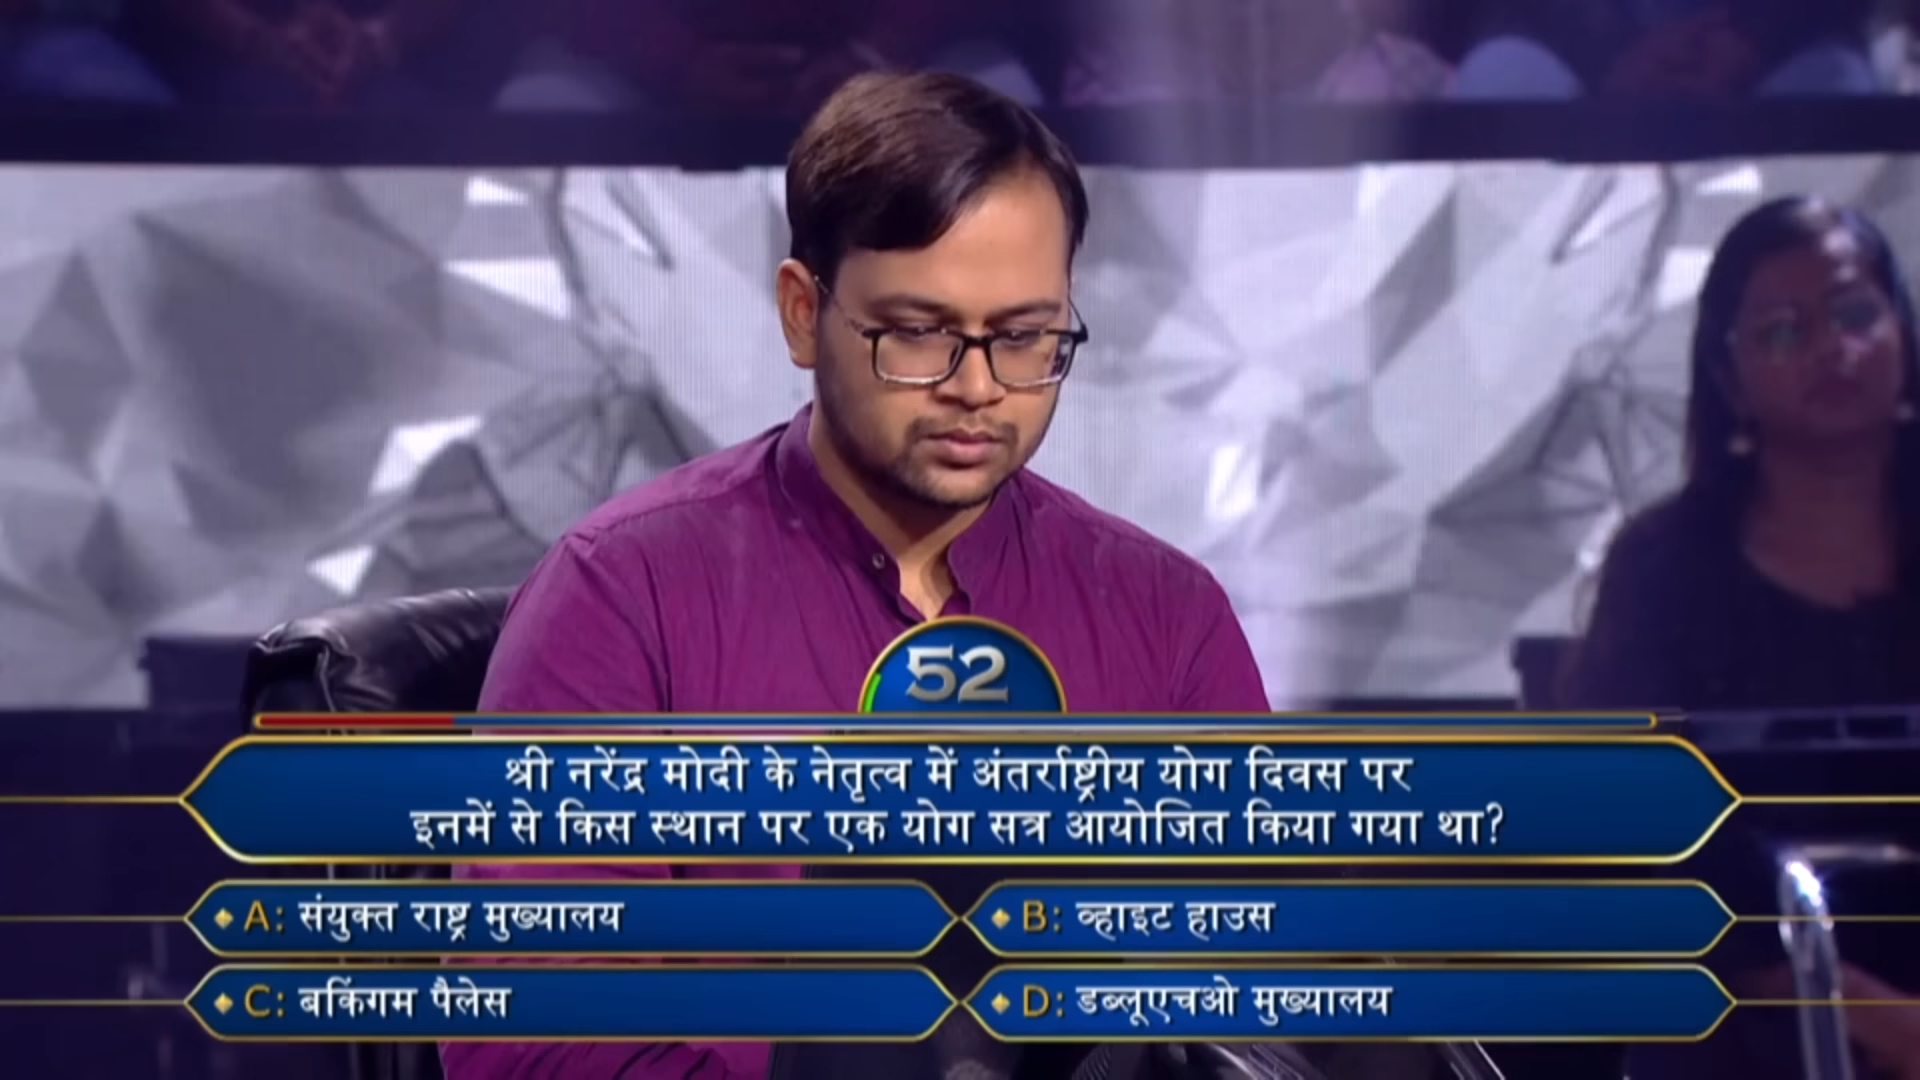 52
श्री नरेंद्र मोदी के नेतृत्व में अंतर्राष्ट्रीय योग दिवस पर
इनमें से किस स्थान पर एक योग सत्र आयोजित किया गया था?
A: संयुक्त राष्ट्र मुख्यालय
B: व्हाइट हाउस
C: बकिंगम पैलेस
D: डब्लूएचओ मुख्यालय